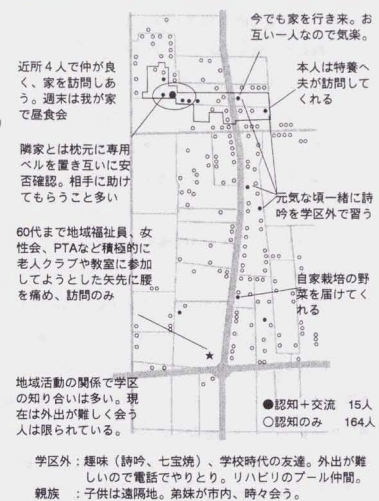 今でも家を行き来。お
互い一人なので気楽。
近所４人で仲が良
く、家を訪問しあ
う。週末は我が家
で昼食会
本人は特養へ
夫が訪問して
くれる
隣家とは枕元に専用
ベルを置き互いに安
否確認。相手に助け
てもらうこと多い
元気な頃一緒に詩
吟を学区外で習う
60代まで地域福祉員、女
性会、PTAなど積極的に
老人クラブや教室に参加
してようとした矢先に腰
を痛め、訪問のみ
自家栽培の野
菜を届けてく
れる
地域活動の関係で学区
の知り合いは多い。現
在は外出が難しく会う
人は限られている。
●認知＋交流 15人
○認知のみ 164人
学区外：趣味（詩吟、七宝焼）、学校時代の友達。外出が難
しいので電話でやりとり。リハビリのプール仲間。
親族 ：子供は遠隔地。弟妹が市内、時々会う。